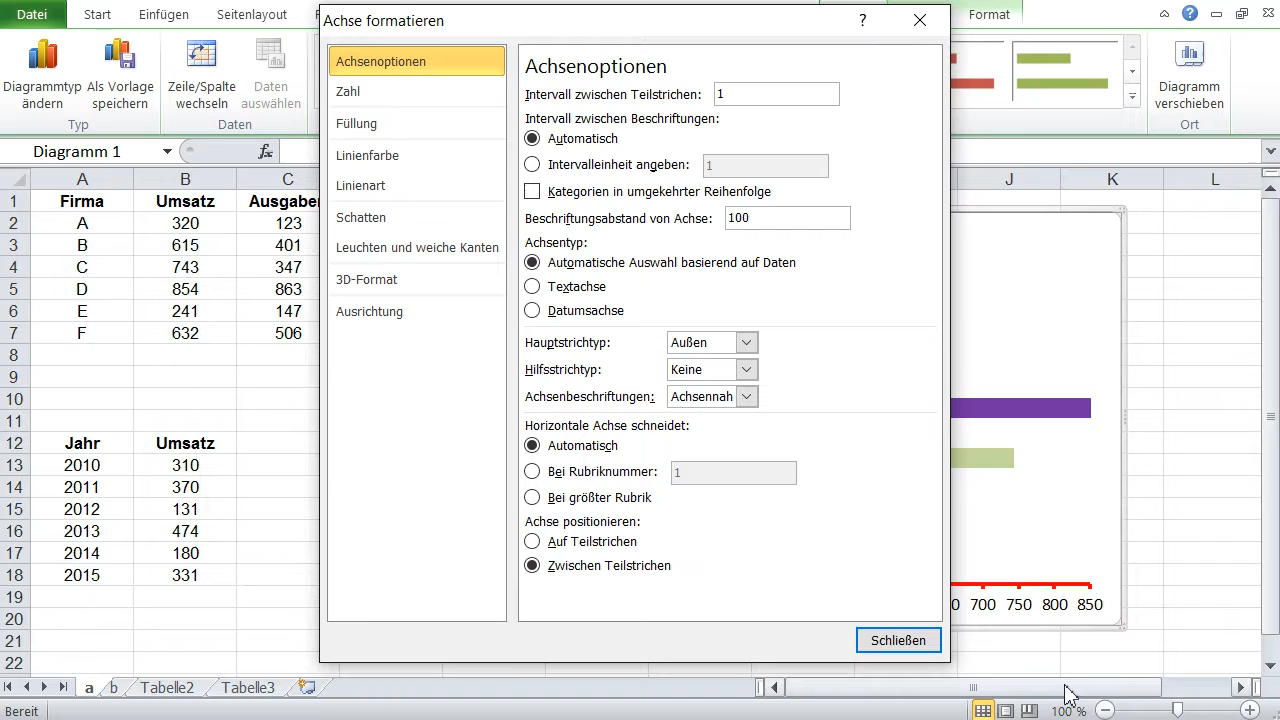 Datei Start Einfügen Seitenlayout Format
Achse formatieren
Diagrammtyp ändern
Als Vorlage speichern
Zeile/Spalte wechseln
Daten auswählen
Diagramm verschieben
Typ Daten Ort
Diagramm 1 fx
A B C J K L
1 Firma Umsatz Ausgaben
2 A 320 123
3 B 615 401
4 C 743 347
5 D 854 863
6 E 241 147
7 F 632 506
8
9
10
11
12 Jahr Umsatz
13 2010 310
14 2011 370
15 2012 131
16 2013 474
17 2014 180
18 2015 331
19
20
21
22
Achsenoptionen
Zahl
Füllung
Linienfarbe
Linienart
Schatten
Leuchten und weiche Kanten
3D-Format
Ausrichtung
Achsenoptionen
Intervall zwischen Teilstrichen: 1
Intervall zwischen Beschriftungen:
Automatisch
Intervalleinheit angeben: 1
Kategorien in umgekehrter Reihenfolge
Beschriftungsabstand von Achse: 100
Achsentyp:
Automatische Auswahl basierend auf Daten
Textachse
Datumsachse
Hauptstrichtyp: Außen
Hilfsstrichtyp: Keine
Achsenbeschriftungen: Achsennah
Horizontale Achse schneidet:
Automatisch
Bei Rubriknummer: 1
Bei größter Rubrik
Achse positionieren:
Auf Teilstrichen
Zwischen Teilstrichen
Schließen
0 700 750 800 850
a b Tabelle2 Tabelle3
Bereit 100 %